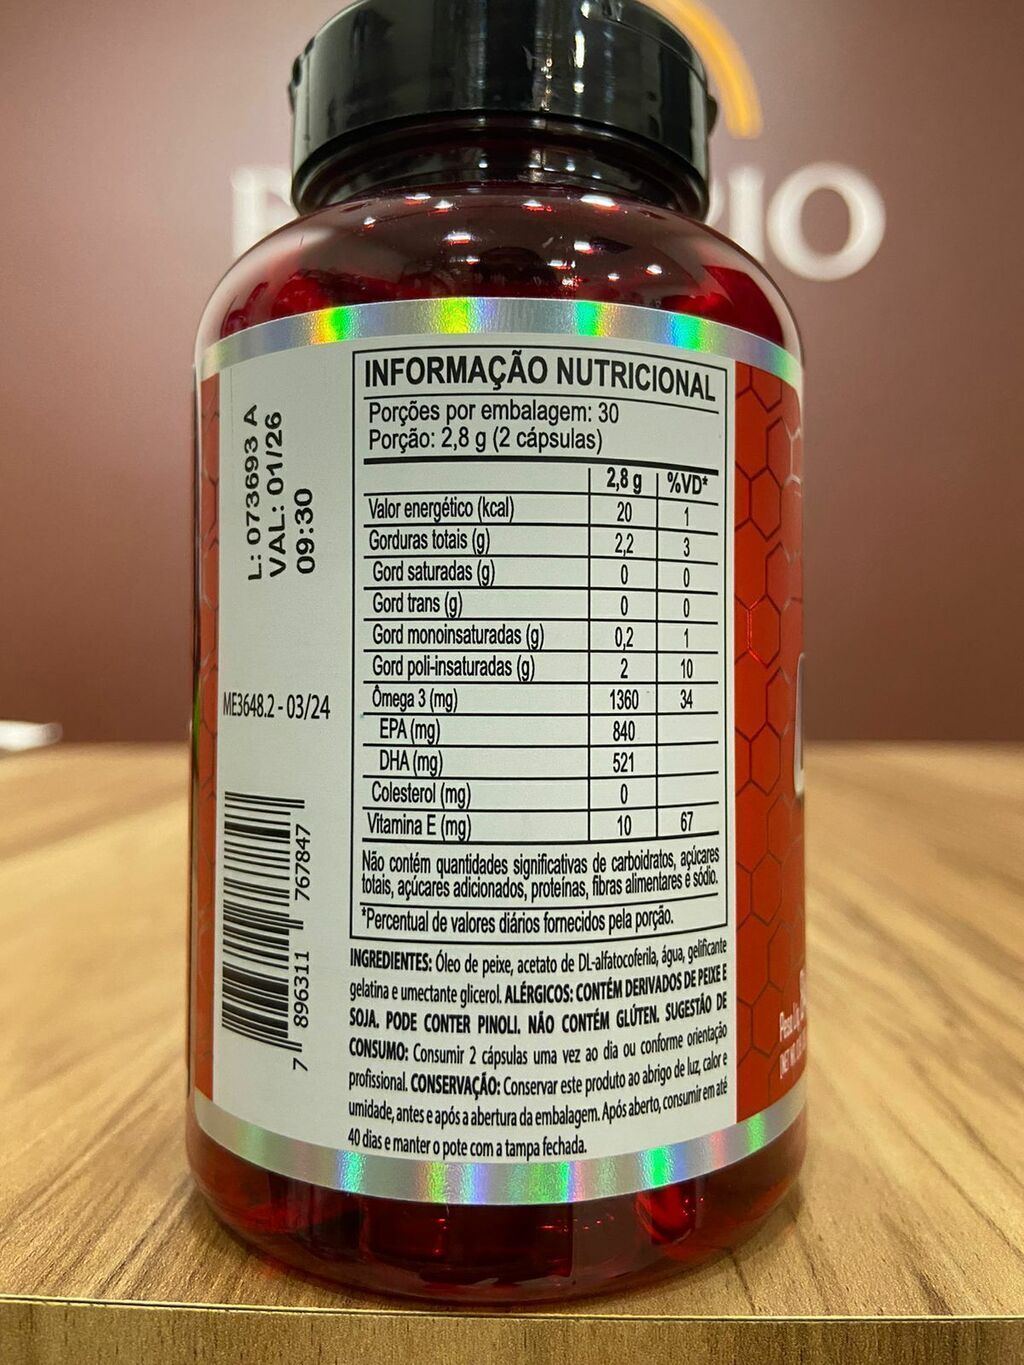 IO
INFORMAÇÃO NUTRICIONAL
Porções por embalagem: 30
Porção: 2,8 g (2 cápsulas)
2,8 g %VD*
Valor energético (kcal) 20 1
Gorduras totais (g) 2,2 3
Gord saturadas (g) 0 0
Gord trans (g) 0 0
Gord monoinsaturadas (g) 0,2 1
Gord poli-insaturadas (g) 2 10
Ômega 3 (mg) 1360 34
EPA (mg) 840
DHA (mg) 521
Colesterol (mg) 0
Vitamina E (mg) 10 67
Não contém quantidades significativas de carboidratos, açúcares
totais, açúcares adicionados, proteínas, fibras alimentares e sódio.
*Percentual de valores diários fornecidos pela porção.
INGREDIENTES: Óleo de peixe, acetato de DL-alfatocoferila, água, gelificante
gelatina e umectante glicerol. ALÉRGICOS: CONTÉM DERIVADOS DE PEIXE E
SOJA. PODE CONTER PINOLI. NÃO CONTÉM GLÚTEN. SUGESTÃO DE
CONSUMO: Consumir 2 cápsulas uma vez ao dia ou conforme orientação
profissional. CONSERVAÇÃO: Conservar este produto ao abrigo de luz, calor e
umidade, antes e após a abertura da embalagem. Após aberto, consumir em até
40 dias e manter o pote com a tampa fechada.
L: 073693 A
VAL: 01/26
09:30
ME3648.2 - 03/24
7 896311 767847